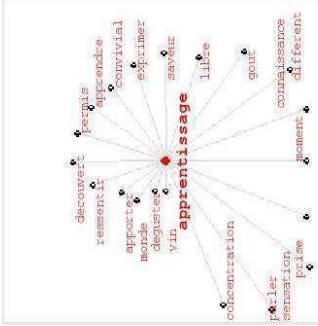 saveur
exprimer
convivial
apprendre
permis
libre
gout
connaissance
different
decouvert
ressentir
apporter
monde
deguster
vin
apprentissage
moment
concentration
parler
sensation
prise